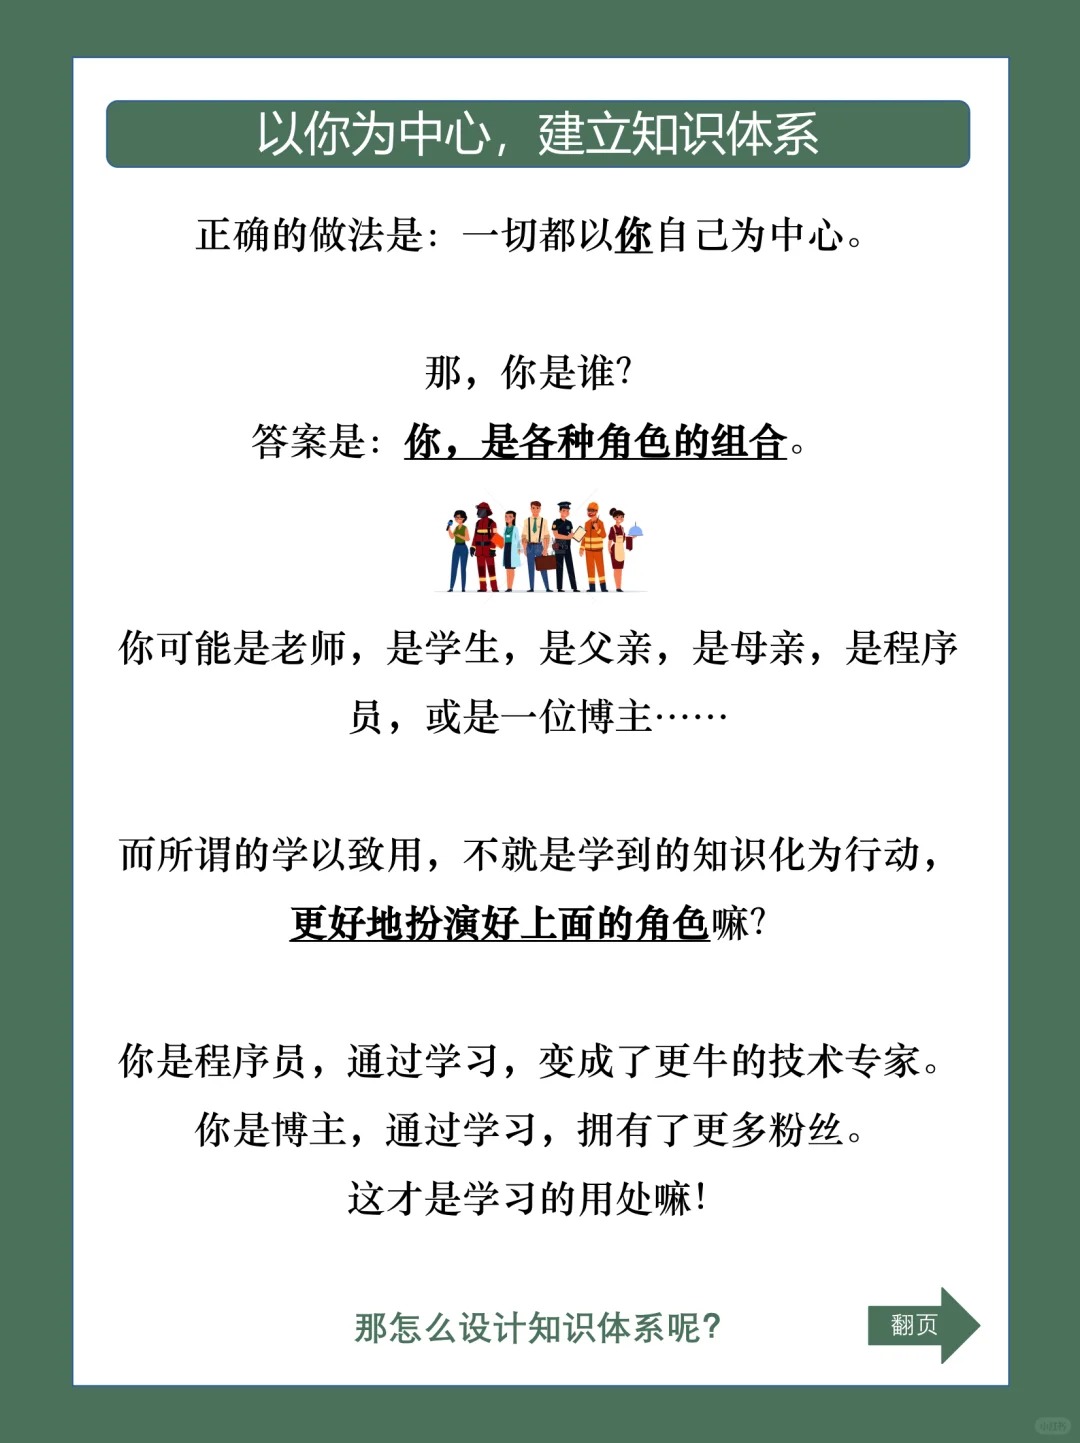 以你为中心，建立知识体系
正确的做法是：一切都以你自己为中心。
那，你是谁？
答案是：你，是各种角色的组合。
你可能是老师，是学生，是父亲，是母亲，是程序
员，或是一位博主……
而所谓的学以致用，不就是学到的知识化为行动，
更好地扮演好上面的角色嘛？
你是程序员，通过学习，变成了更牛的技术专家。
你是博主，通过学习，拥有了更多粉丝。
这才是学习的用处嘛！
那怎么设计知识体系呢？
翻页